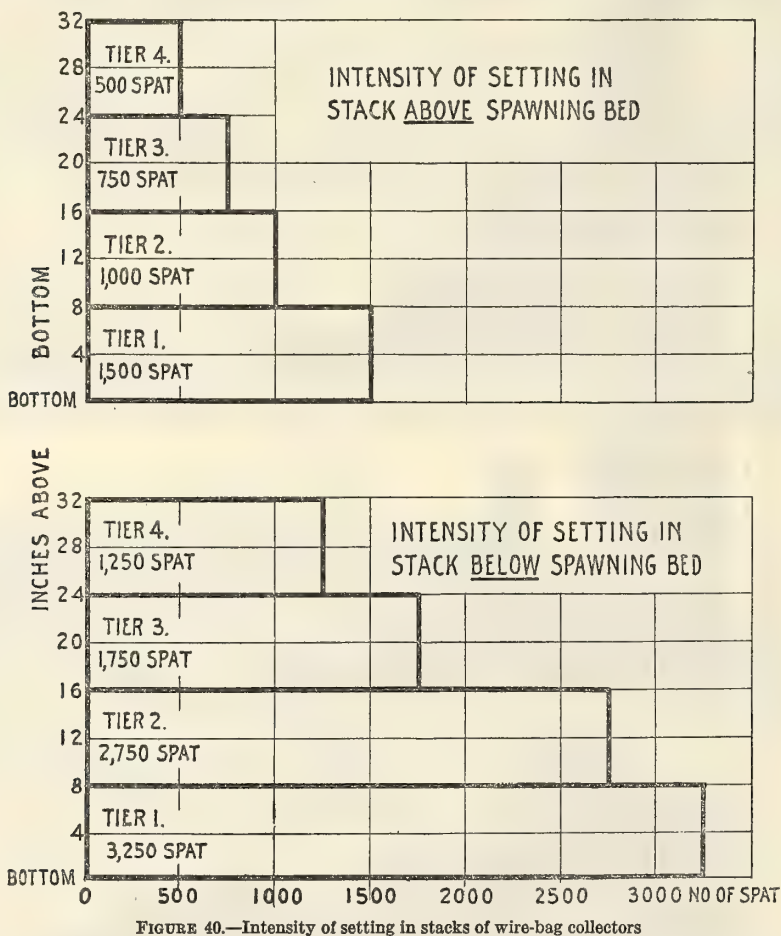 32
TIER 4.
28
500 SPAT
24
TIER 3.
20
750 SPAT
16
TIER 2.
12
1,000 SPAT
8
TIER 1.
4
1,500 SPAT
BOTTOM
BOTTOM
INTENSITY OF SETTING IN
STACK ABOVE SPAWNING BED
INCHES ABOVE
32
TIER 4.
28
1,250 SPAT
24
TIER 3.
20
1,750 SPAT
16
TIER 2.
12
2,750 SPAT
8
TIER 1.
4
3,250 SPAT
BOTTOM
INTENSITY OF SETTING IN
STACK BELOW SPAWNING BED
0 500 1000 1500 2000 2500 3000 NO OF SPAT
FIGURE 40.—Intensity of setting in stacks of wire-bag collectors